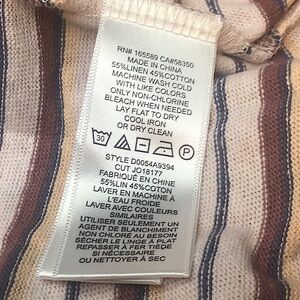 RN# 165589 CA#58350
MADE IN CHINA
55%LINEN 45%COTTON
MACHINE WASH COLD
WITH LIKE COLORS
ONLY NON-CHLORINE
BLEACH WHEN NEEDED
LAY FLAT TO DRY
COOL IRON
OR DRY CLEAN
30 P
STYLE D0054A9394
CUT JO18177
FABRIQUÉ EN CHINE
55%LIN 45%COTON
LAVER EN MACHINE À
L'EAU FROIDE
LAVER AVEC COULEURS
SIMILAIRES
UTILISER SEULEMENT UN
AGENT DE BLANCHIMENT
NON CHLORÉ AU BESOIN
SÉCHER LE LINGE À PLAT
REPASSER À FER TIÈDE
SI NÉCESSAIRE
OU NETTOYER À SEC